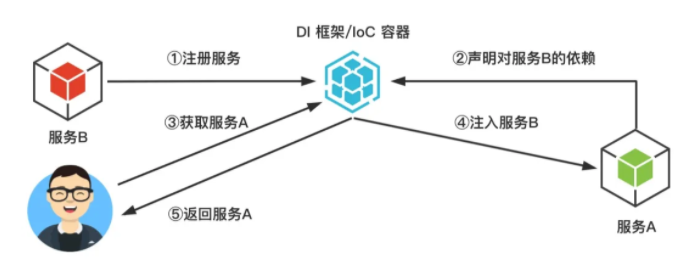 DI 框架/IoC 容器
①注册服务
②声明对服务B的依赖
服务B
③获取服务A
④注入服务B
⑤返回服务A
服务A